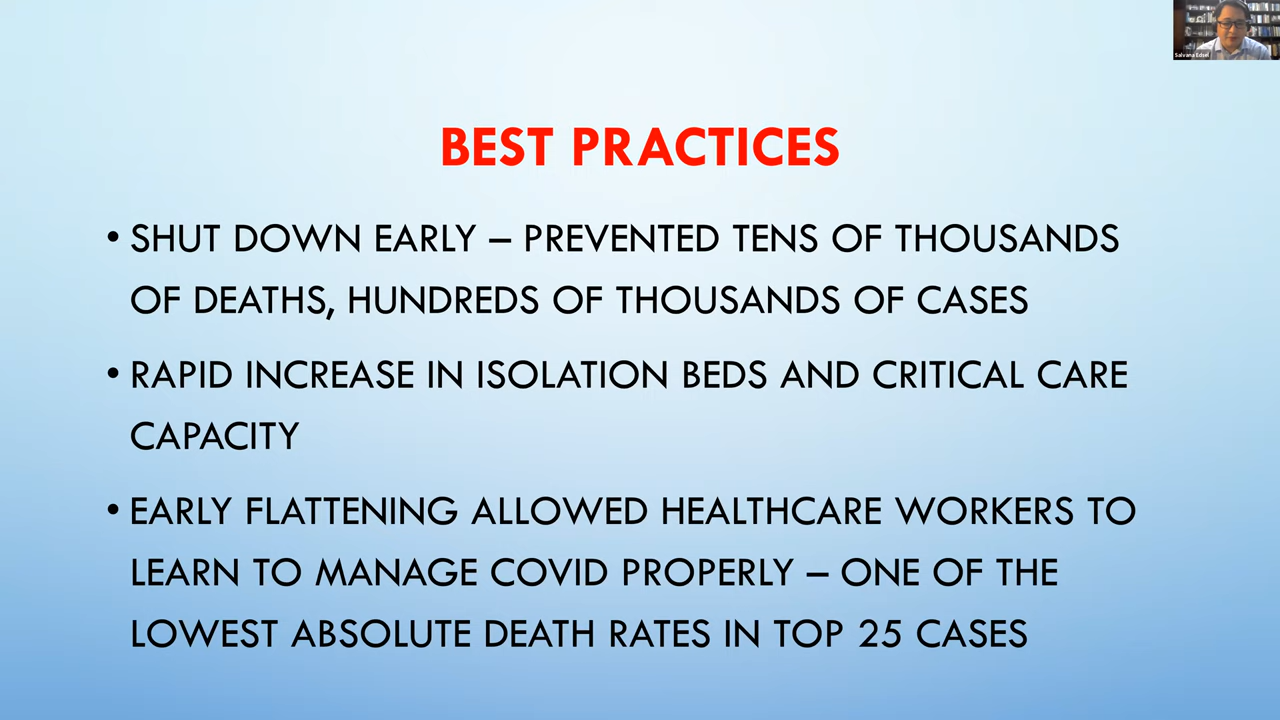 Salvana Edsel
BEST PRACTICES
• SHUT DOWN EARLY – PREVENTED TENS OF THOUSANDS
OF DEATHS, HUNDREDS OF THOUSANDS OF CASES
• RAPID INCREASE IN ISOLATION BEDS AND CRITICAL CARE
CAPACITY
• EARLY FLATTENING ALLOWED HEALTHCARE WORKERS TO
LEARN TO MANAGE COVID PROPERLY – ONE OF THE
LOWEST ABSOLUTE DEATH RATES IN TOP 25 CASES